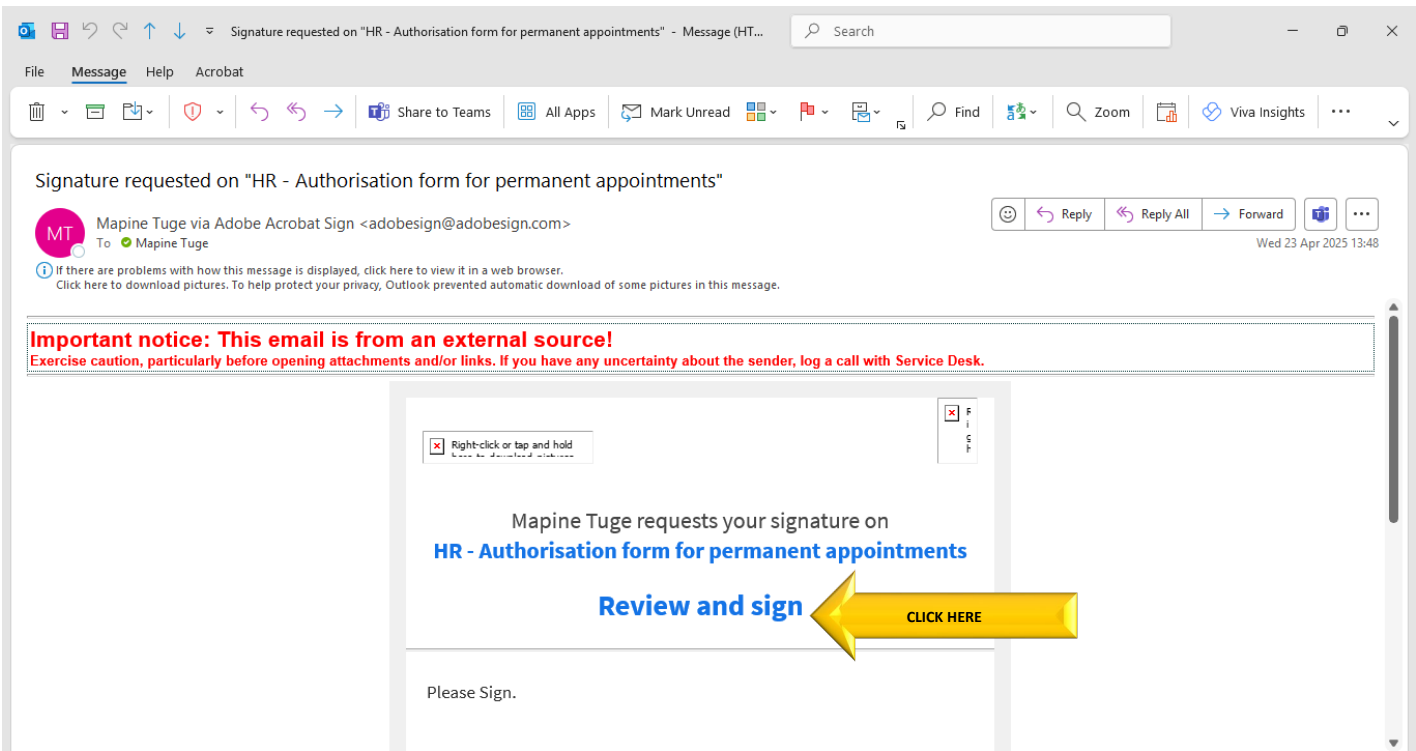 Signature requested on "HR - Authorisation form for permanent appointments" - Message (HT...
Search
File Message Help Acrobat
Share to Teams All Apps Mark Unread Find Zoom Viva Insights
Signature requested on "HR - Authorisation form for permanent appointments"
MT
Mapine Tuge via Adobe Acrobat Sign <adobesign@adobesign.com>
To Mapine Tuge
Reply Reply All Forward
Wed 23 Apr 2025 13:48
If there are problems with how this message is displayed, click here to view it in a web browser.
Click here to download pictures. To help protect your privacy, Outlook prevented automatic download of some pictures in this message.
Important notice: This email is from an external source!
Exercise caution, particularly before opening attachments and/or links. If you have any uncertainty about the sender, log a call with Service Desk.
Right-click or tap and hold
Mapine Tuge requests your signature on
HR - Authorisation form for permanent appointments
Review and sign
CLICK HERE
Please Sign.